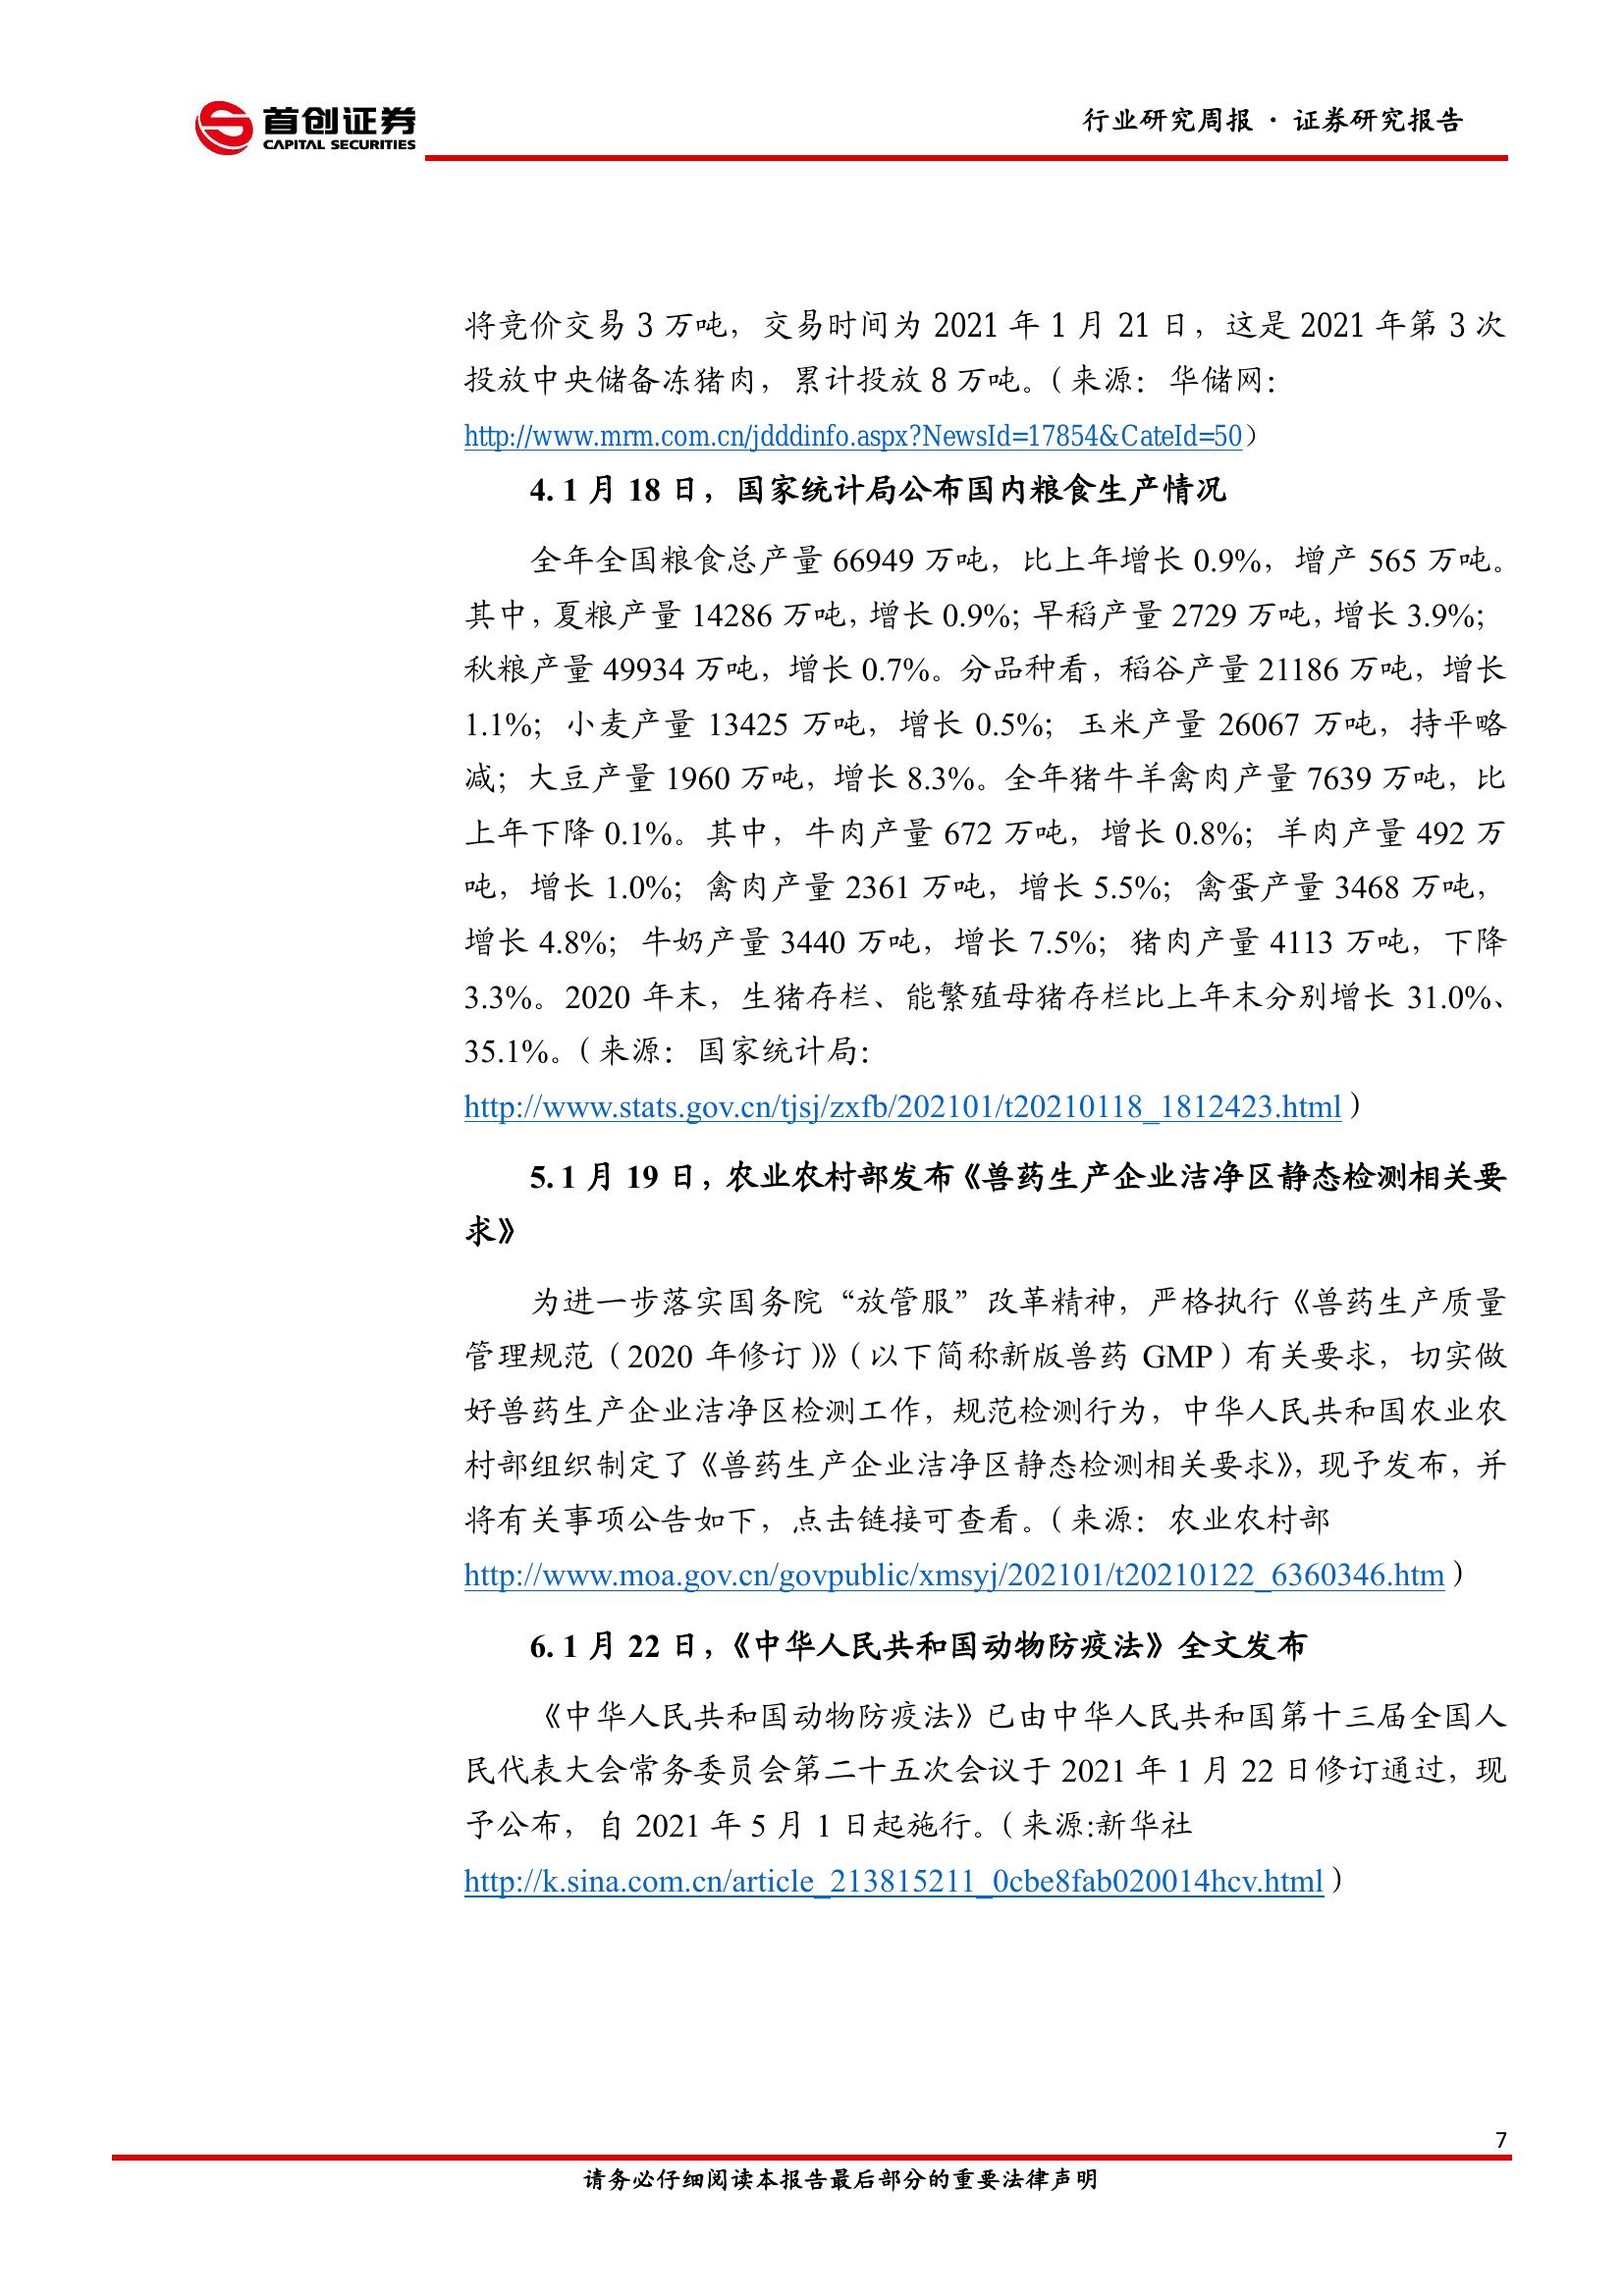 首创证券
CAPITAL SECURITIES
行业研究周报 · 证券研究报告
将竞价交易 3 万吨，交易时间为 2021 年 1 月 21 日，这是 2021 年第 3 次
投放中央储备冻猪肉，累计投放 8 万吨。（来源：华储网：
http://www.mrm.com.cn/jdddinfo.aspx?NewsId=17854&CateId=50）
4. 1 月 18 日，国家统计局公布国内粮食生产情况
全年全国粮食总产量 66949 万吨，比上年增长 0.9%，增产 565 万吨。
其中，夏粮产量 14286 万吨，增长 0.9%；早稻产量 2729 万吨，增长 3.9%；
秋粮产量 49934 万吨，增长 0.7%。分品种看，稻谷产量 21186 万吨，增长
1.1%；小麦产量 13425 万吨，增长 0.5%；玉米产量 26067 万吨，持平略
减；大豆产量 1960 万吨，增长 8.3%。全年猪牛羊禽肉产量 7639 万吨，比
上年下降 0.1%。其中，牛肉产量 672 万吨，增长 0.8%；羊肉产量 492 万
吨，增长 1.0%；禽肉产量 2361 万吨，增长 5.5%；禽蛋产量 3468 万吨，
增长 4.8%；牛奶产量 3440 万吨，增长 7.5%；猪肉产量 4113 万吨，下降
3.3%。2020 年末，生猪存栏、能繁殖母猪存栏比上年末分别增长 31.0%、
35.1%。（来源：国家统计局：
http://www.stats.gov.cn/tjsj/zxfb/202101/t20210118_1812423.html）
5. 1 月 19 日，农业农村部发布《兽药生产企业洁净区静态检测相关要
求》
为进一步落实国务院“放管服”改革精神，严格执行《兽药生产质量
管理规范（2020 年修订）》（以下简称新版兽药 GMP）有关要求，切实做
好兽药生产企业洁净区检测工作，规范检测行为，中华人民共和国农业农
村部组织制定了《兽药生产企业洁净区静态检测相关要求》，现予发布，并
将有关事项公告如下，点击链接可查看。（来源：农业农村部
http://www.moa.gov.cn/govpublic/xmsyj/202101/t20210122_6360346.htm）
6. 1 月 22 日，《中华人民共和国动物防疫法》全文发布
《中华人民共和国动物防疫法》已由中华人民共和国第十三届全国人
民代表大会常务委员会第二十五次会议于 2021 年 1 月 22 日修订通过，现
予公布，自 2021 年 5 月 1 日起施行。（来源:新华社
http://k.sina.com.cn/article_213815211_0cbe8fab020014hcv.html）
7
请务必仔细阅读本报告最后部分的重要法律声明